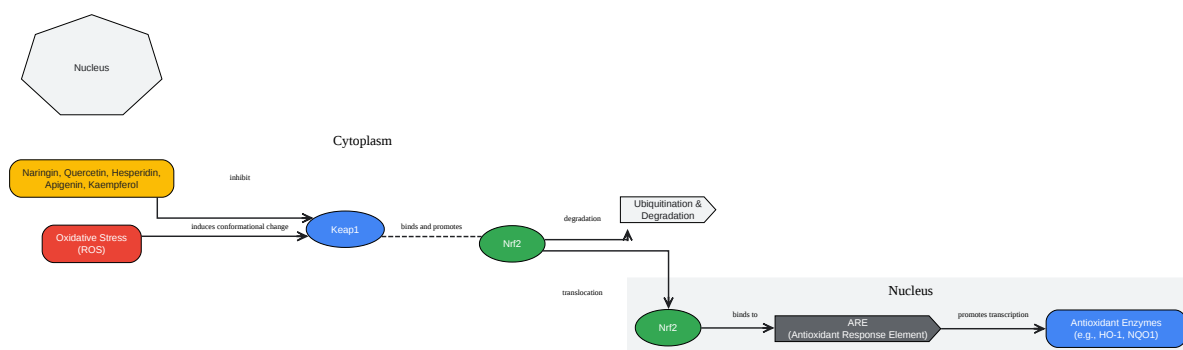 Nucleus
Cytoplasm
Naringin, Quercetin, Hesperidin,
Apigenin, Kaempferol
inhibit
Oxidative Stress
(ROS)
induces conformational change
Keap1
binds and promotes
Nrf2
degradation
Ubiquitination &
Degradation
translocation
Nucleus
Nrf2
binds to
ARE
(Antioxidant Response Element)
promotes transcription
Antioxidant Enzymes
(e.g., HO-1, NQO1)